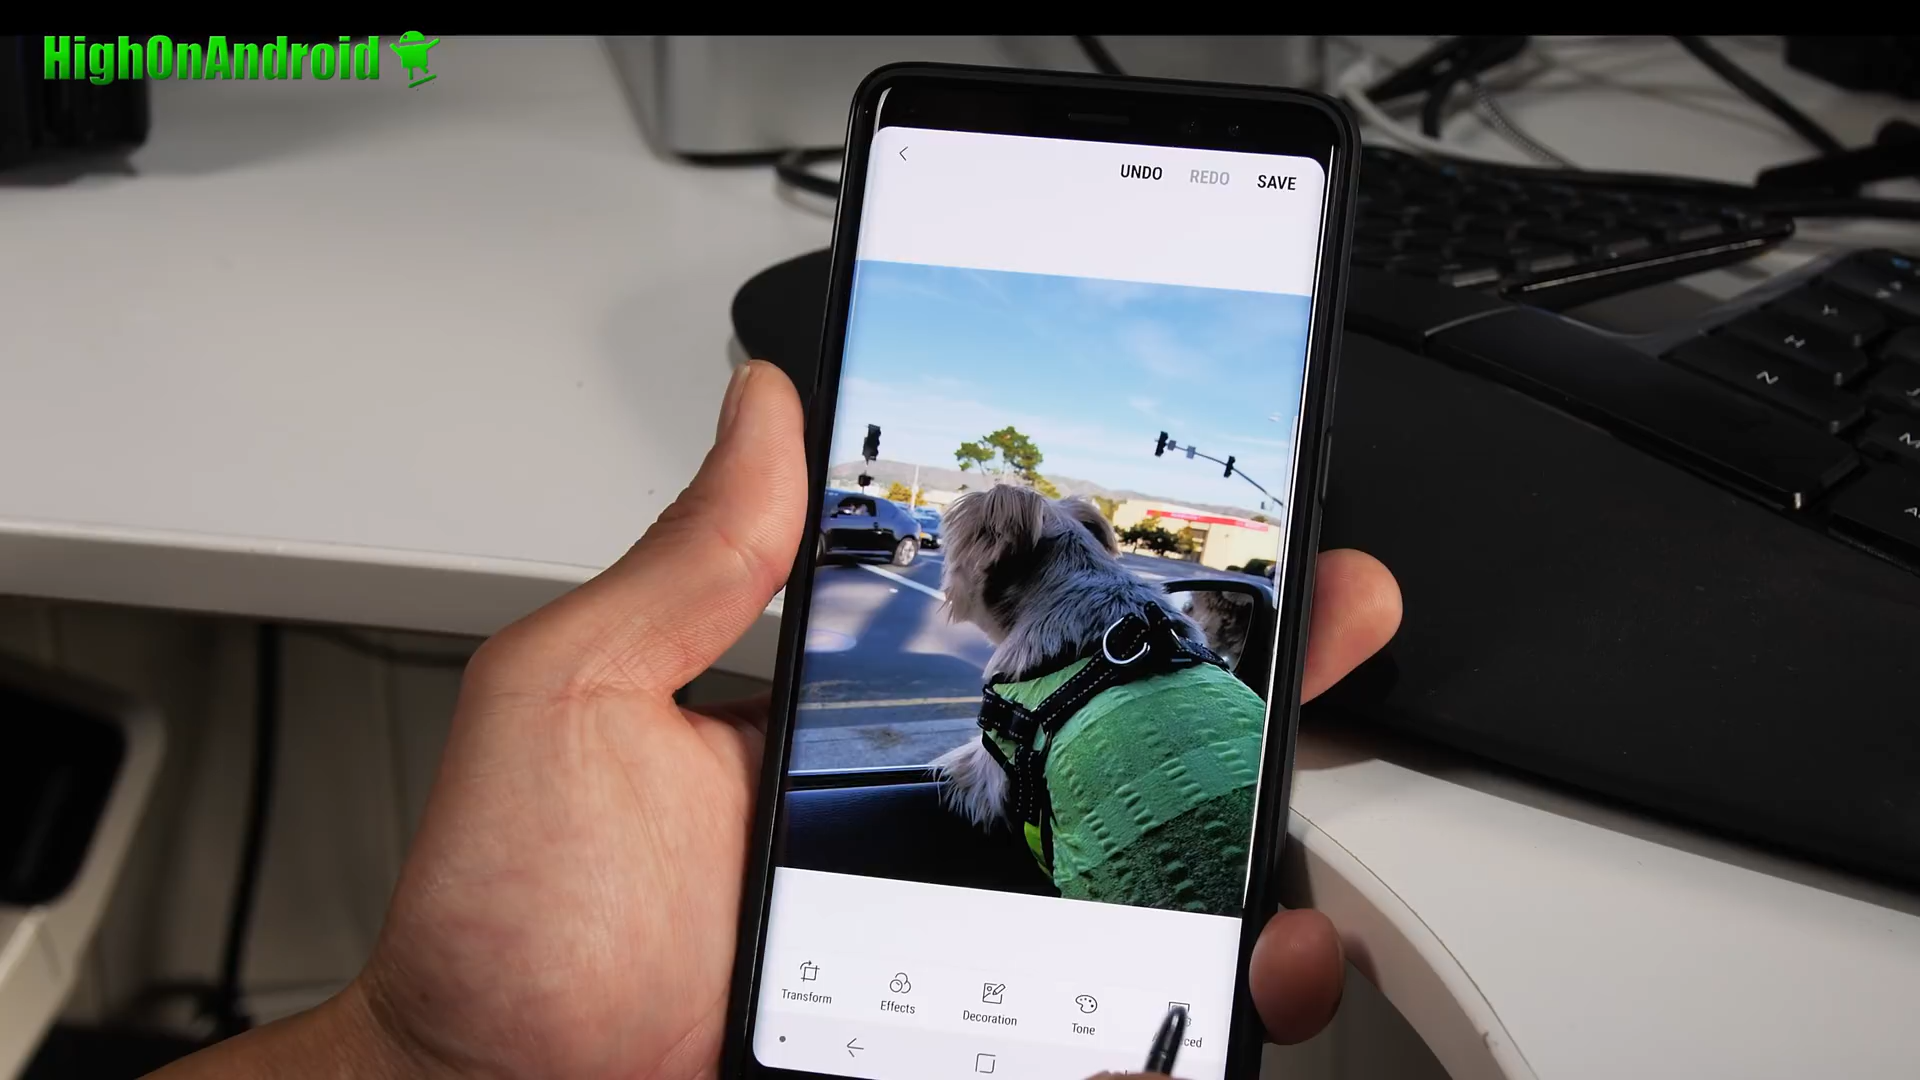 HighOnAndroid
UNDO REDO SAVE
Transform Effects Decoration Tone
Y
H
N
M